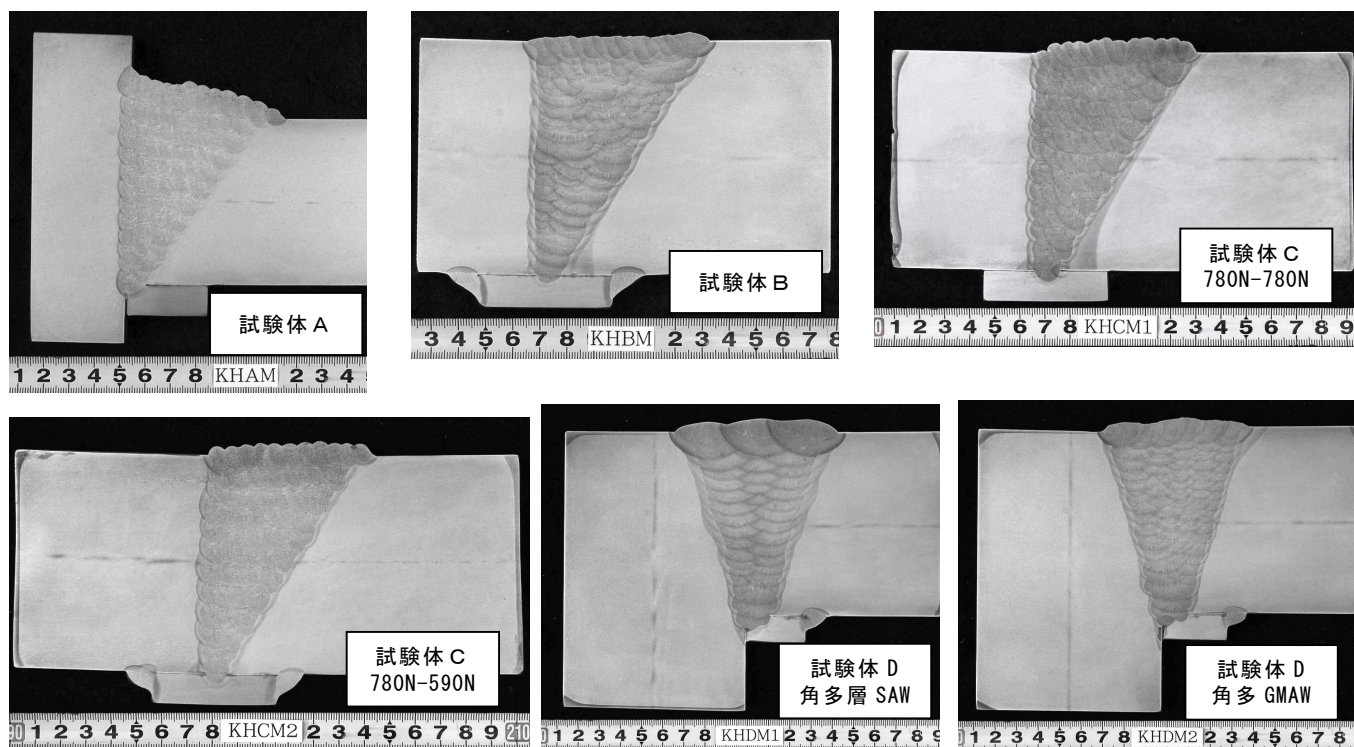 試験体A
1 2 3 4 5 6 7 8 KHAM 2 3 4
試験体B
3 4 5 6 7 8 KHBM 2 3 4 5 6 7 8
試験体C
780N-780N
0 1 2 3 4 5 6 7 8 KHCM1 2 3 4 5 6 7 8 9
試験体C
780N-590N
90 1 2 3 4 5 6 7 8 KHCM2 2 3 4 5 6 7 8 9 210
試験体D
角多層 SAW
1 2 3 4 5 6 7 8 KHDM1 2 3 4 5 6 7 8
試験体D
角多 GMAW
1 2 3 4 5 6 7 8 KHDM2 2 3 4 5 6 7 8